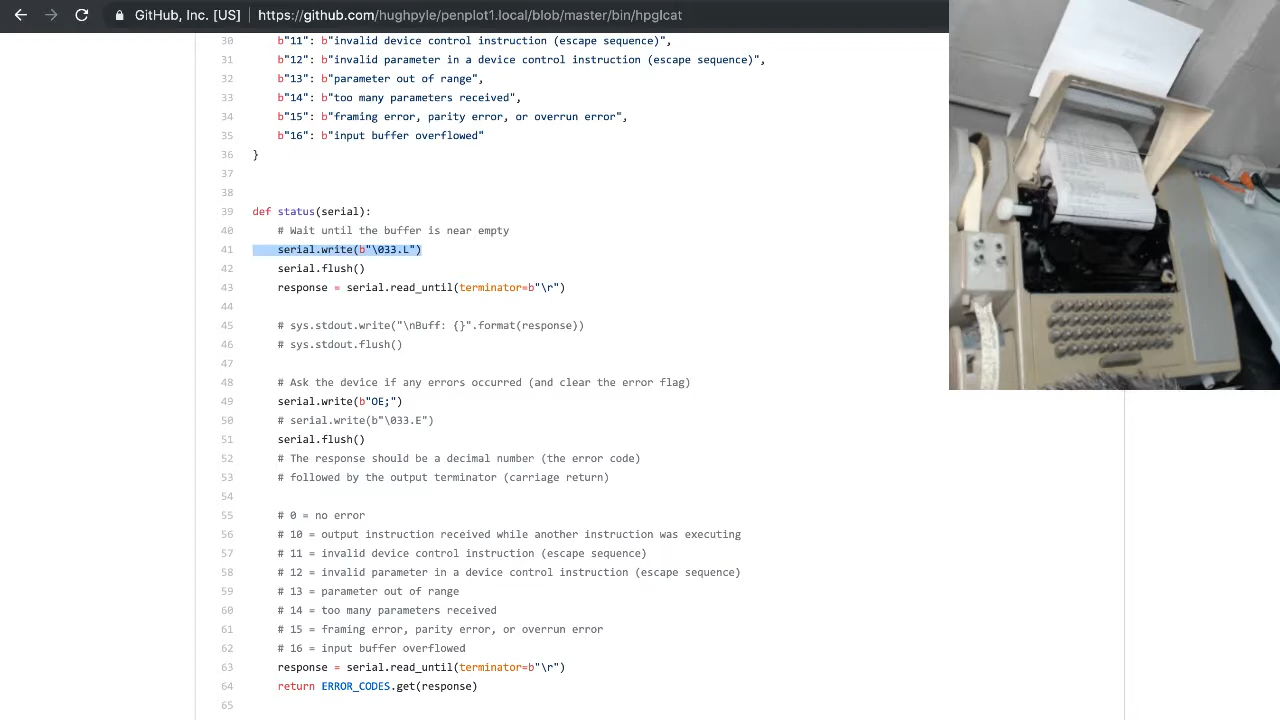 GitHub, Inc. [US] https://github.com/hughpyle/penplot1.local/blob/master/bin/hpglcat
30 b"11": b"invalid device control instruction (escape sequence)",
31 b"12": b"invalid parameter in a device control instruction (escape sequence)",
32 b"13": b"parameter out of range",
33 b"14": b"too many parameters received",
34 b"15": b"framing error, parity error, or overrun error",
35 b"16": b"input buffer overflowed"
36 }
37
38
39 def status(serial):
40 # Wait until the buffer is near empty
41 serial.write(b"\033.L")
42 serial.flush()
43 response = serial.read_until(terminator=b"\r")
44
45 # sys.stdout.write("\nBuff: {}".format(response))
46 # sys.stdout.flush()
47
48 # Ask the device if any errors occurred (and clear the error flag)
49 serial.write(b"OE;")
50 # serial.write(b"\033.E")
51 serial.flush()
52 # The response should be a decimal number (the error code)
53 # followed by the output terminator (carriage return)
54
55 # 0 = no error
56 # 10 = output instruction received while another instruction was executing
57 # 11 = invalid device control instruction (escape sequence)
58 # 12 = invalid parameter in a device control instruction (escape sequence)
59 # 13 = parameter out of range
60 # 14 = too many parameters received
61 # 15 = framing error, parity error, or overrun error
62 # 16 = input buffer overflowed
63 response = serial.read_until(terminator=b"\r")
64 return ERROR_CODES.get(response)
65